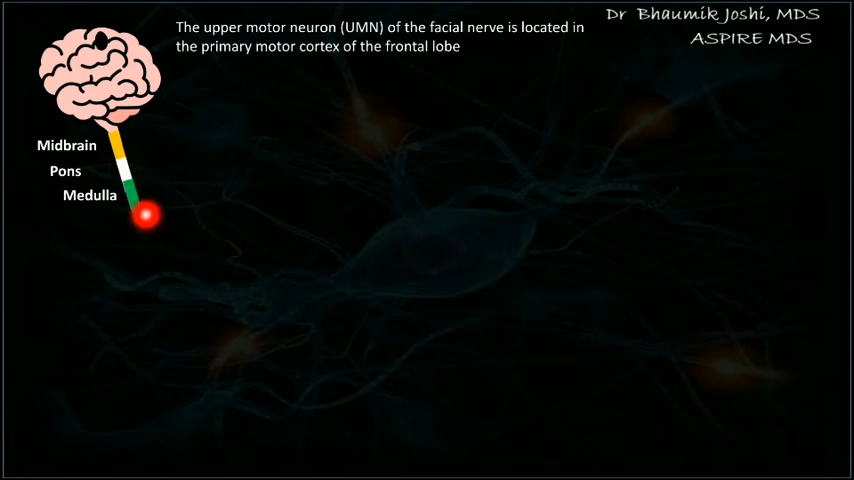 The upper motor neuron (UMN) of the facial nerve is located in
the primary motor cortex of the frontal lobe
Dr Bhaumik Joshi, MDS
ASPIRE MDS
Midbrain
Pons
Medulla